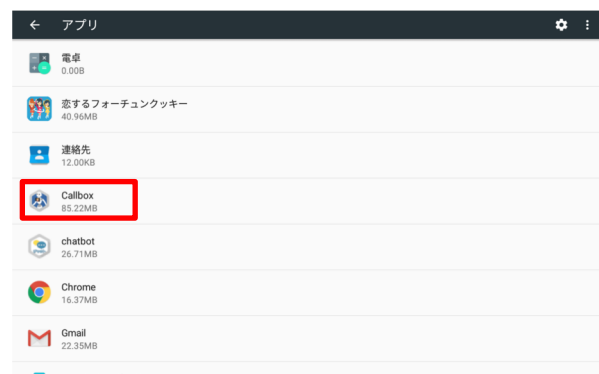 アプリ
電卓
0.00B
恋するフォーチュンクッキー
40.96MB
連絡先
12.00KB
Callbox
85.22MB
chatbot
26.71MB
Chrome
16.37MB
Gmail
22.35MB